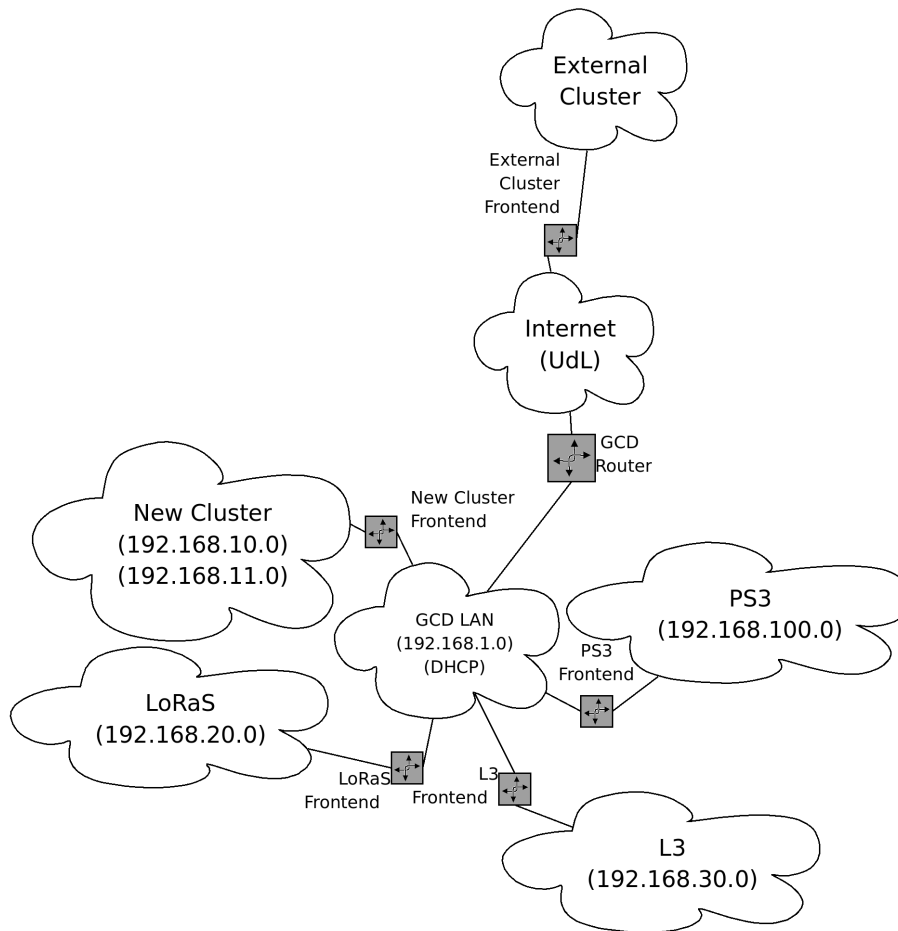 External
Cluster
External
Cluster
Frontend
Internet
(UdL)
GCD
Router
New Cluster
(192.168.10.0)
(192.168.11.0)
New Cluster
Frontend
GCD LAN
(192.168.1.0)
(DHCP)
PS3
(192.168.100.0)
PS3
Frontend
LoRaS
(192.168.20.0)
LoRaS
Frontend
L3
Frontend
L3
(192.168.30.0)